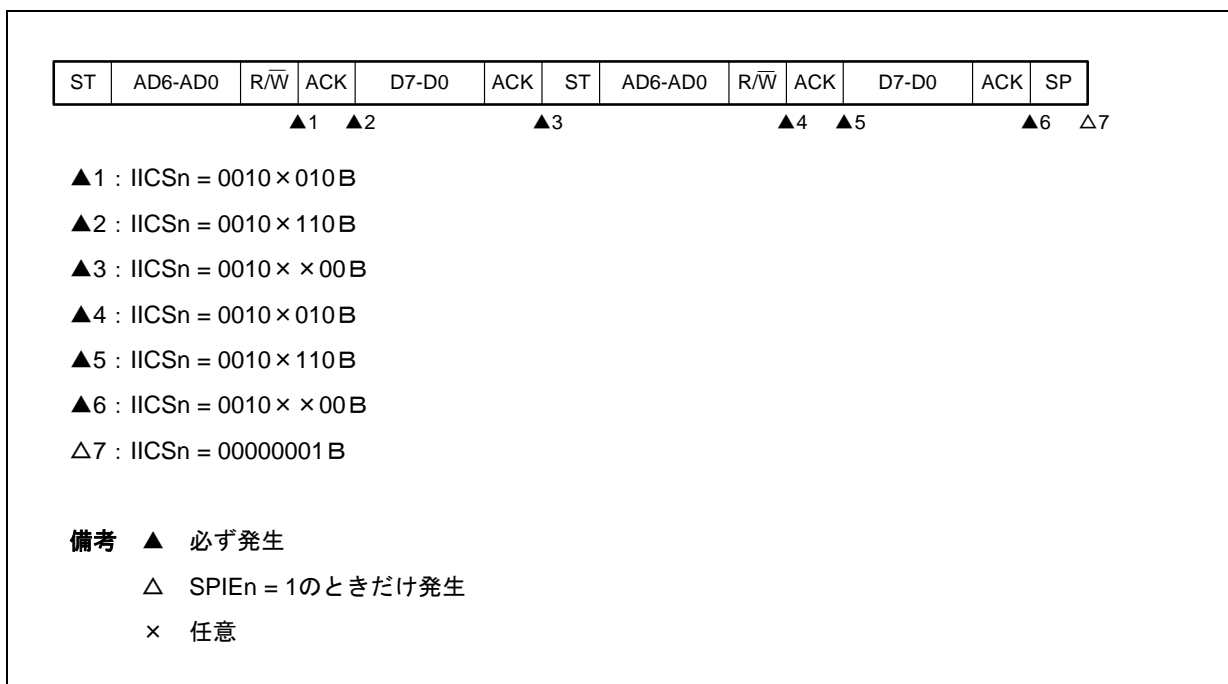 ST AD6-AD0 R/W̅ ACK D7-D0 ACK ST AD6-AD0 R/W̅ ACK D7-D0 ACK SP
▲1 ▲2 ▲3 ▲4 ▲5 ▲6 △7
▲1：IICSn = 0010×010B
▲2：IICSn = 0010×110B
▲3：IICSn = 0010××00B
▲4：IICSn = 0010×010B
▲5：IICSn = 0010×110B
▲6：IICSn = 0010××00B
△7：IICSn = 00000001B
備考 ▲ 必ず発生
△ SPIEn = 1のときだけ発生
× 任意